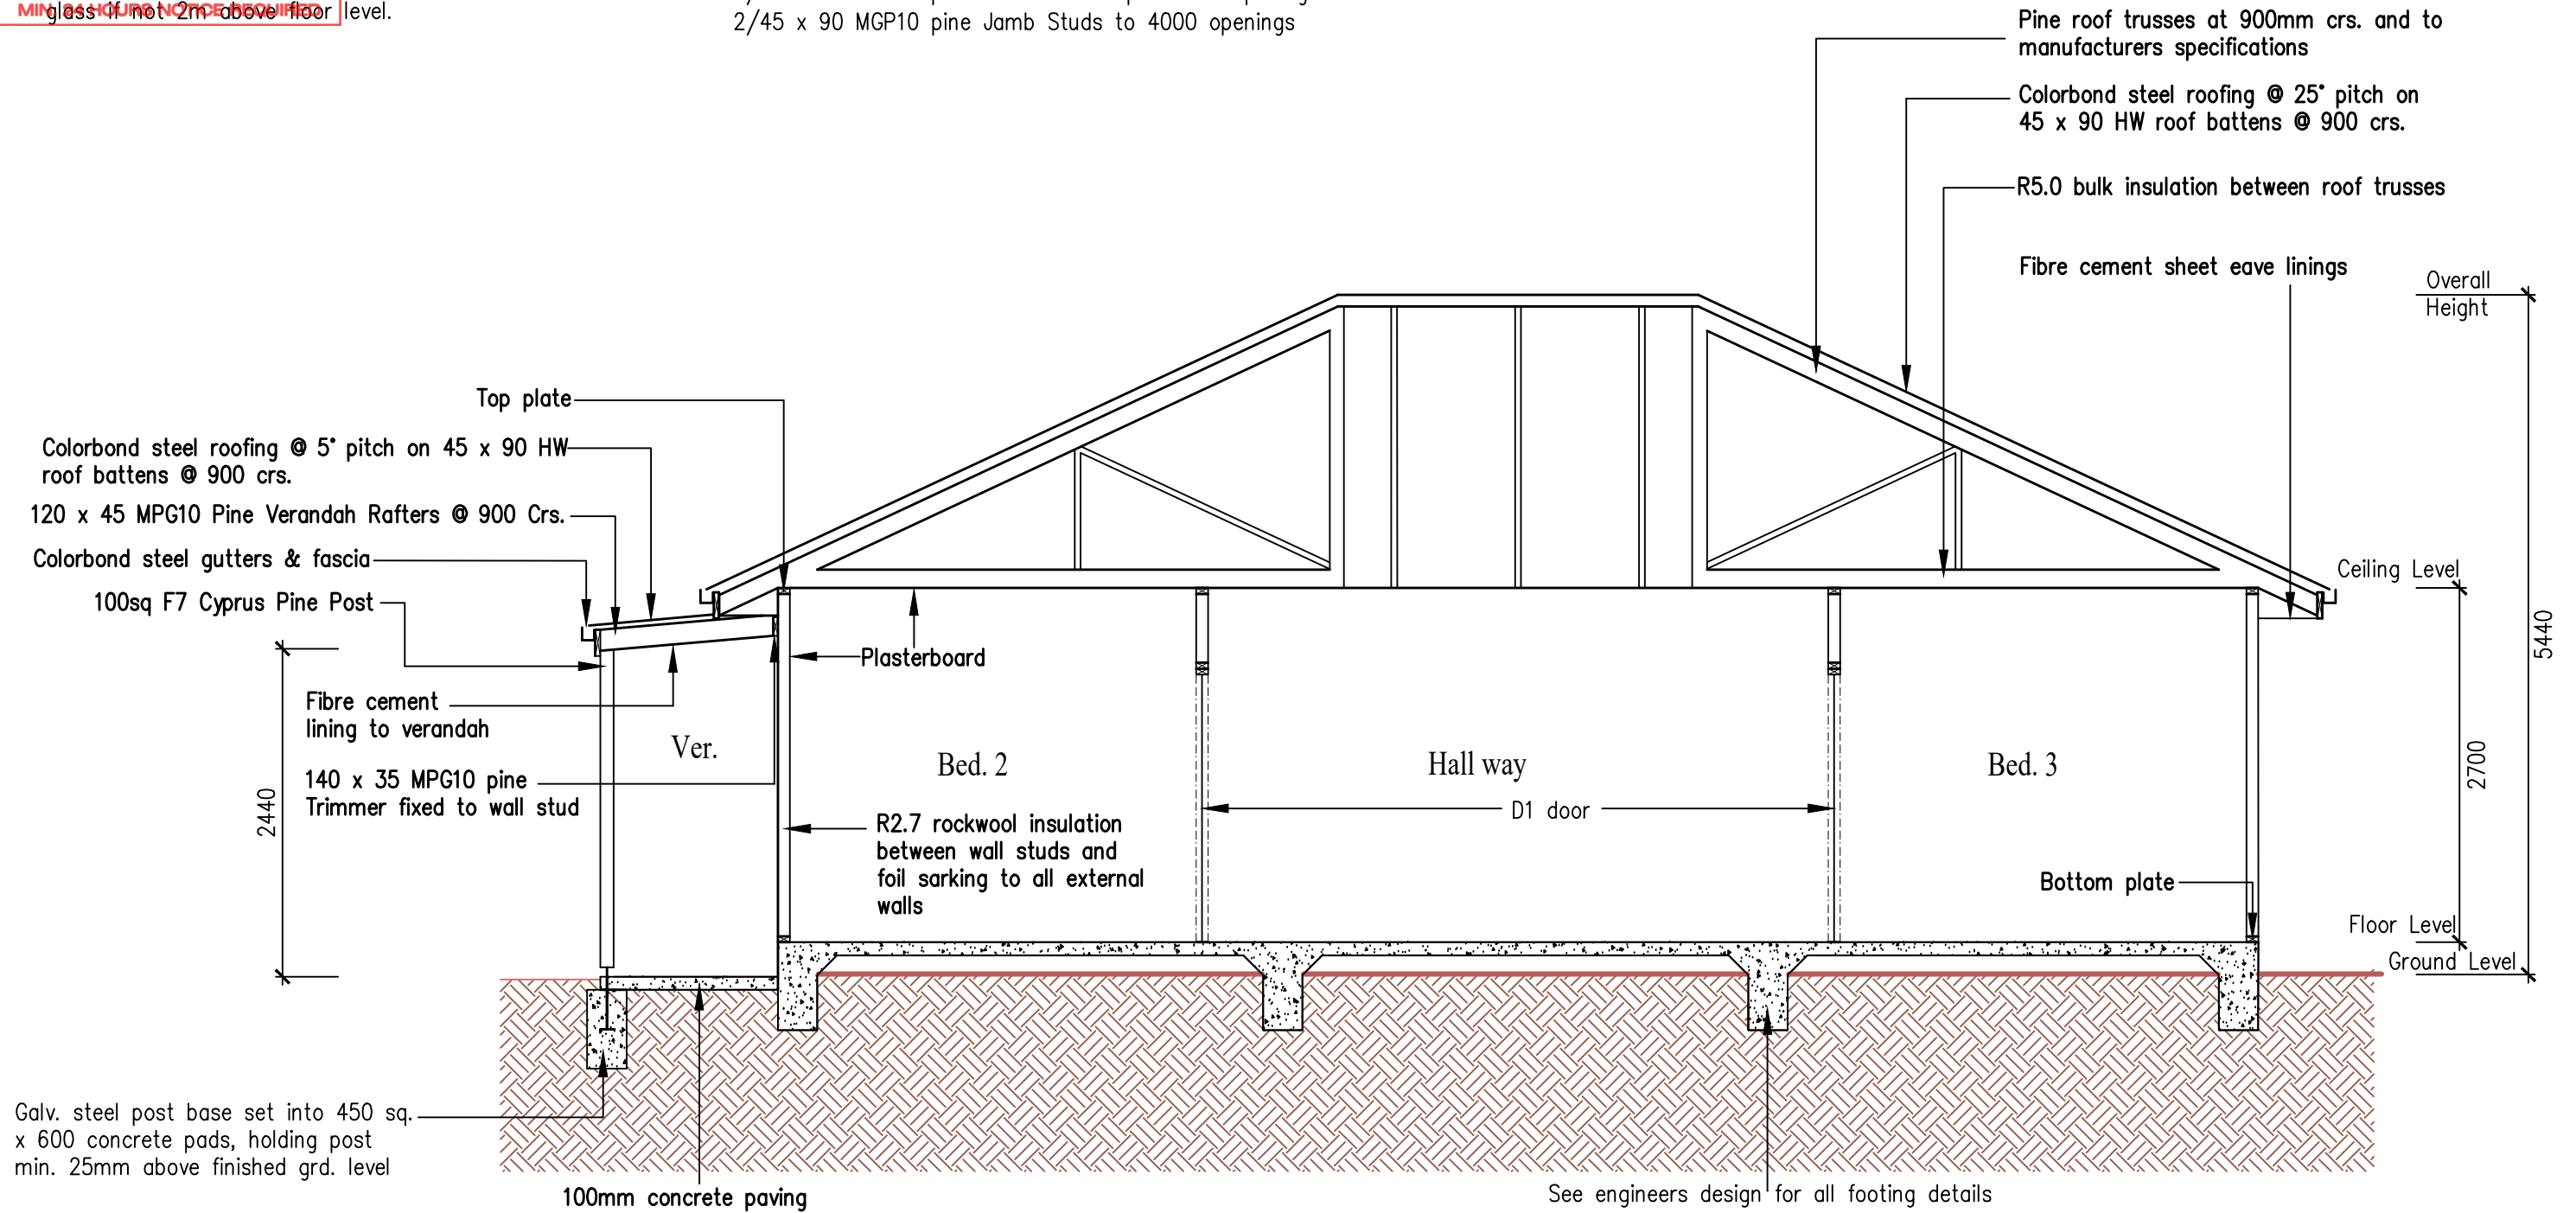 MIN. 24 HOURS NOTICE REQUIRED
glass if not 2m above floor level.
2/45 x 90 MGP10 pine Jamb Studs to 4000 openings
Pine roof trusses at 900mm crs. and to
manufacturers specifications
Colorbond steel roofing @ 25° pitch on
45 x 90 HW roof battens @ 900 crs.
R5.0 bulk insulation between roof trusses
Fibre cement sheet eave linings
Overall
Height
Top plate
Colorbond steel roofing @ 5° pitch on 45 x 90 HW
roof battens @ 900 crs.
120 x 45 MPG10 Pine Verandah Rafters @ 900 Crs.
Colorbond steel gutters & fascia
100sq F7 Cyprus Pine Post
Ceiling Level
5440
2700
Plasterboard
Fibre cement
lining to verandah
Ver.
Bed. 2
Hall way
Bed. 3
140 x 35 MPG10 pine
Trimmer fixed to wall stud
2440
D1 door
R2.7 rockwool insulation
between wall studs and
foil sarking to all external
walls
Bottom plate
Floor Level
Ground Level
Galv. steel post base set into 450 sq.
x 600 concrete pads, holding post
min. 25mm above finished grd. level
100mm concrete paving
See engineers design for all footing details